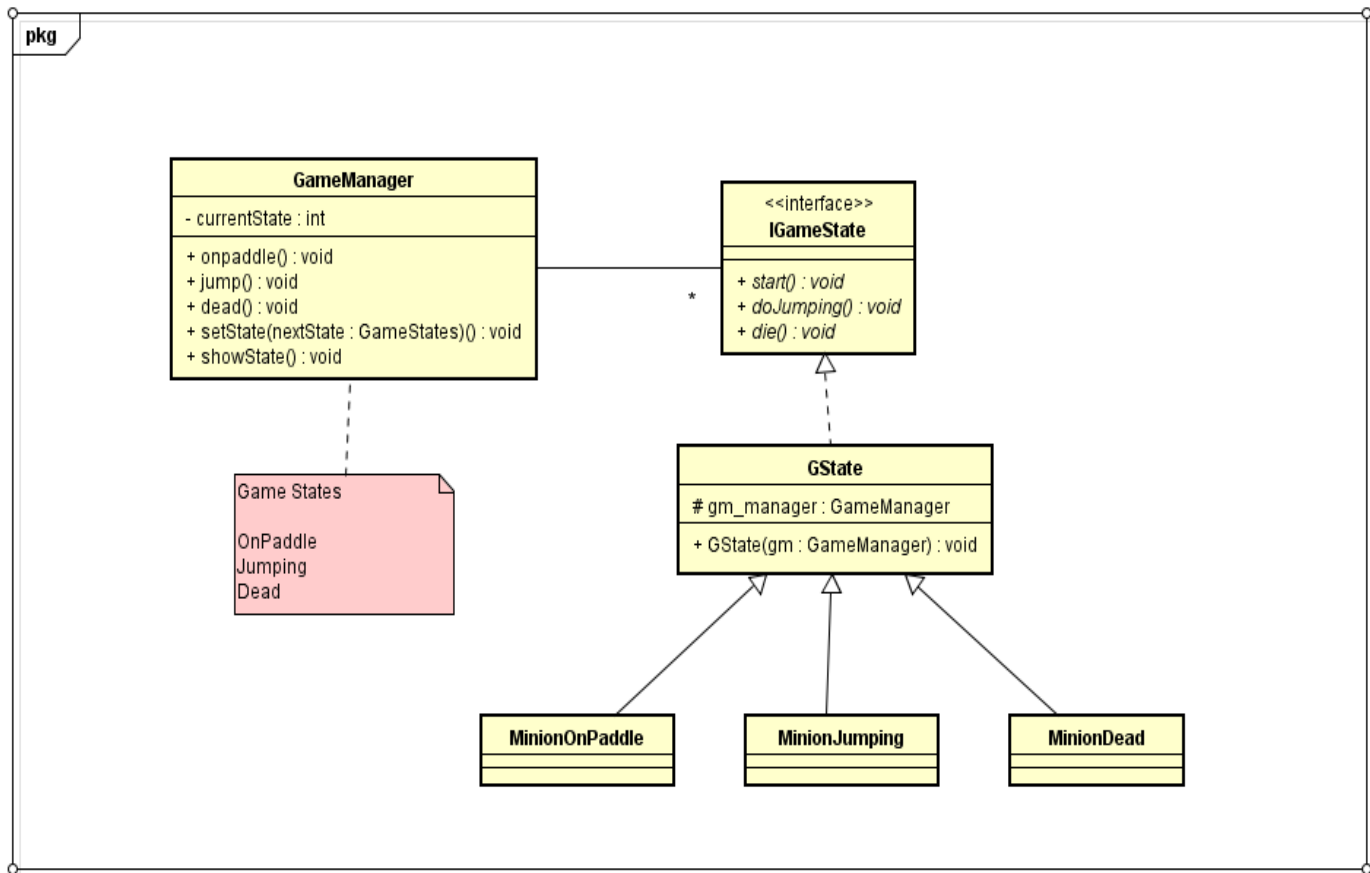 pkg
GameManager
- currentState : int
+ onpaddle() : void
+ jump() : void
+ dead() : void
+ setState(nextState : GameStates)() : void
+ showState() : void
*
<<interface>>
IGameState
+ start() : void
+ doJumping() : void
+ die() : void
Game States
OnPaddle
Jumping
Dead
GState
# gm_manager : GameManager
+ GState(gm : GameManager) : void
MinionOnPaddle
MinionJumping
MinionDead